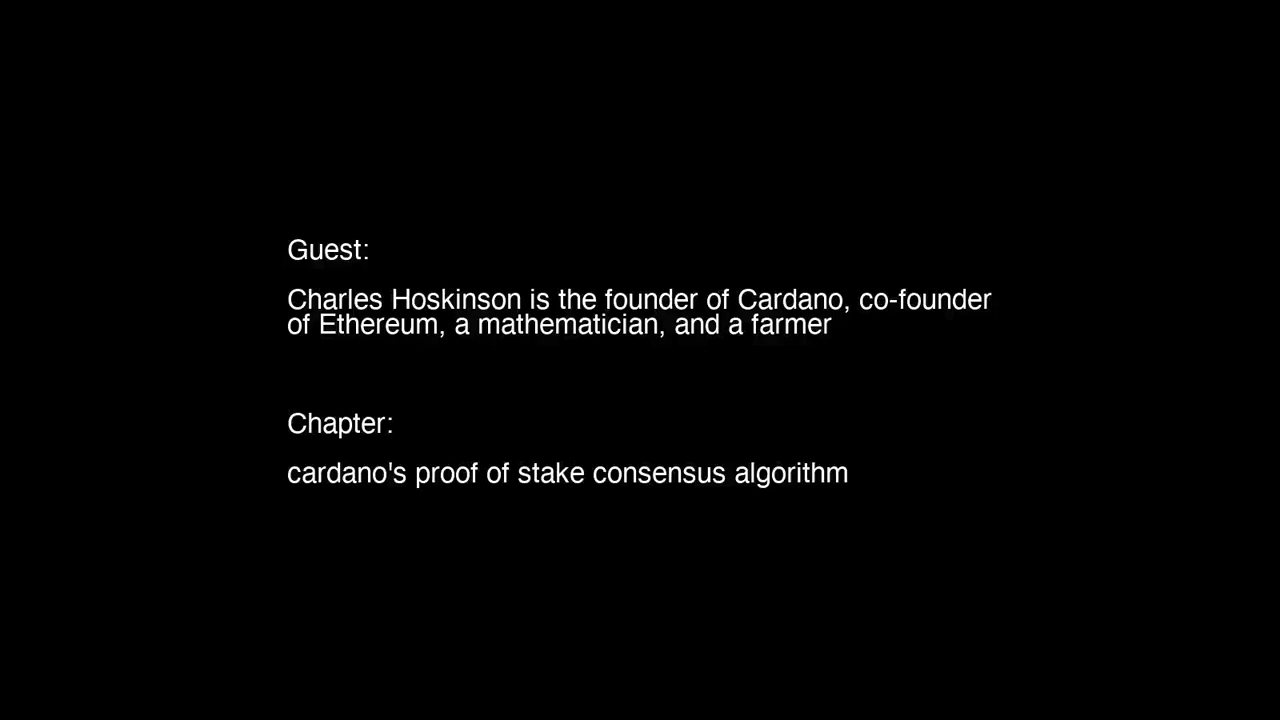 Guest:
Charles Hoskinson is the founder of Cardano, co-founder
of Ethereum, a mathematician, and a farmer
Chapter:
cardano's proof of stake consensus algorithm